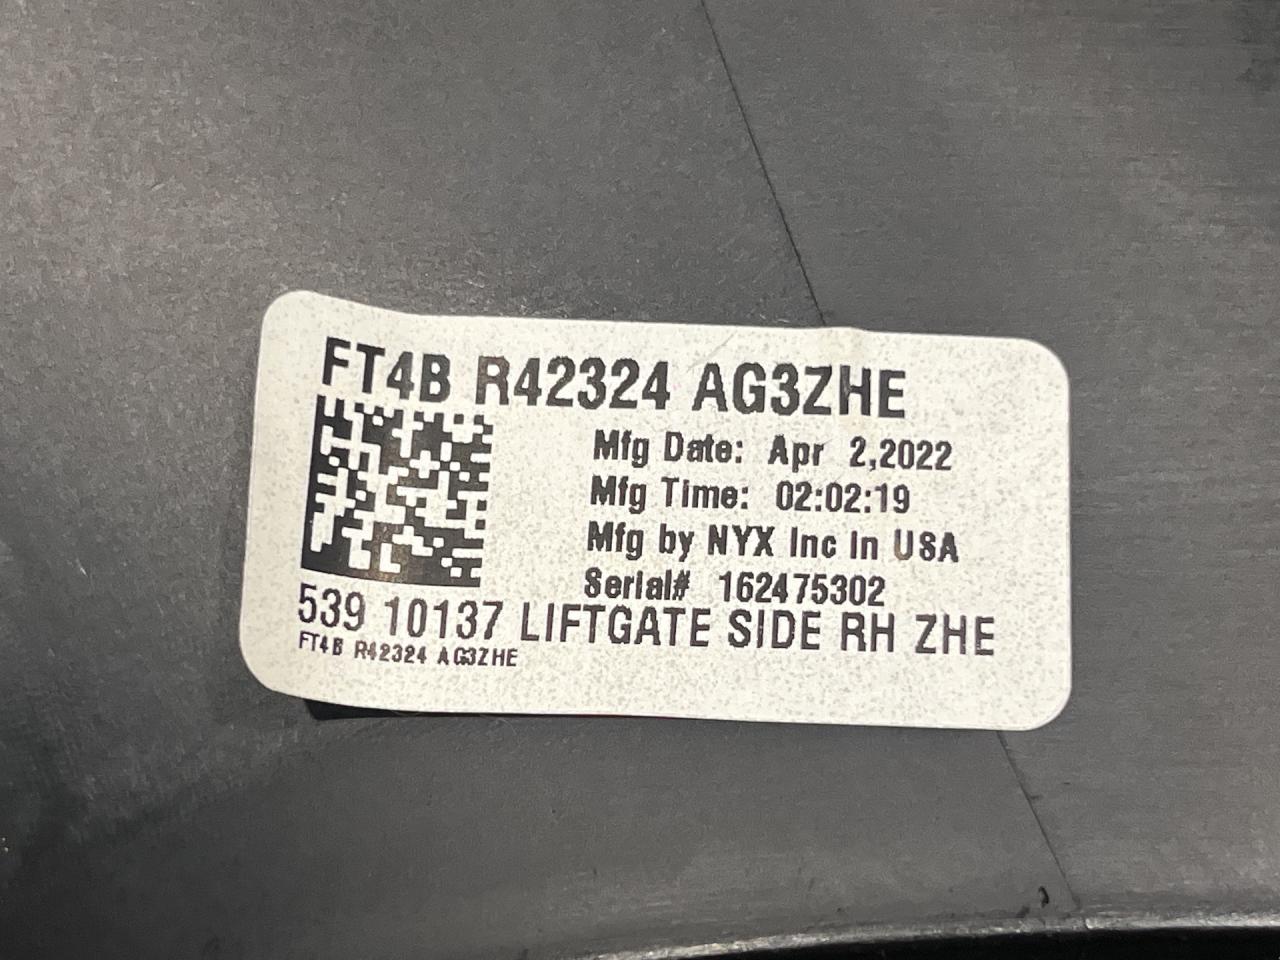 FT4B R42324 AG3ZHE
Mfg Date: Apr 2,2022
Mfg Time: 02:02:19
Mfg by NYX Inc in USA
Serial# 162475302
539 10137 LIFTGATE SIDE RH ZHE
FT4B R42324 AG3ZHE